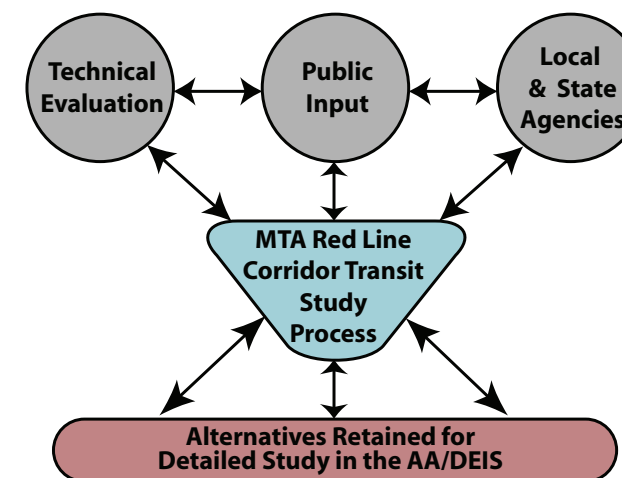 Technical
Evaluation
Public
Input
Local
& State
Agencies
MTA Red Line
Corridor Transit
Study
Process
Alternatives Retained for
Detailed Study in the AA/DEIS